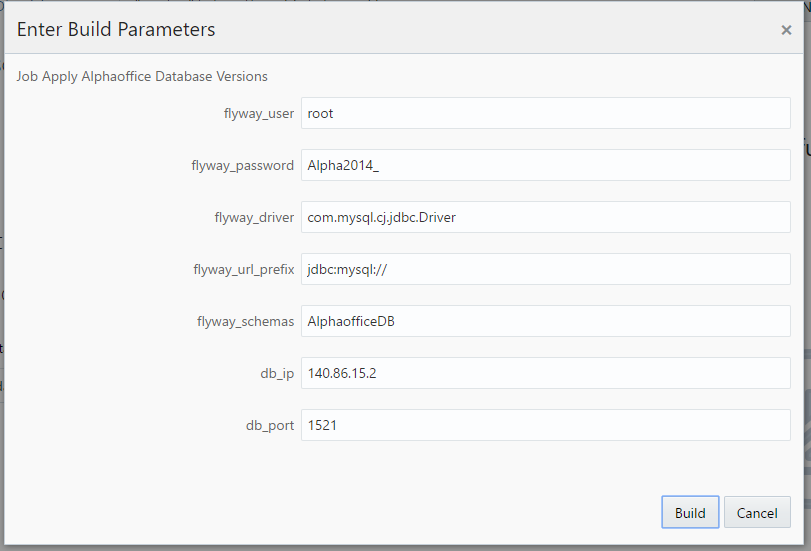 Enter Build Parameters ×
Job Apply Alphaoffice Database Versions
flyway_user root
flyway_password Alpha2014_
flyway_driver com.mysql.cj.jdbc.Driver
flyway_url_prefix jdbc:mysql://
flyway_schemas AlphaofficeDB
db_ip 140.86.15.2
db_port 1521
Build Cancel